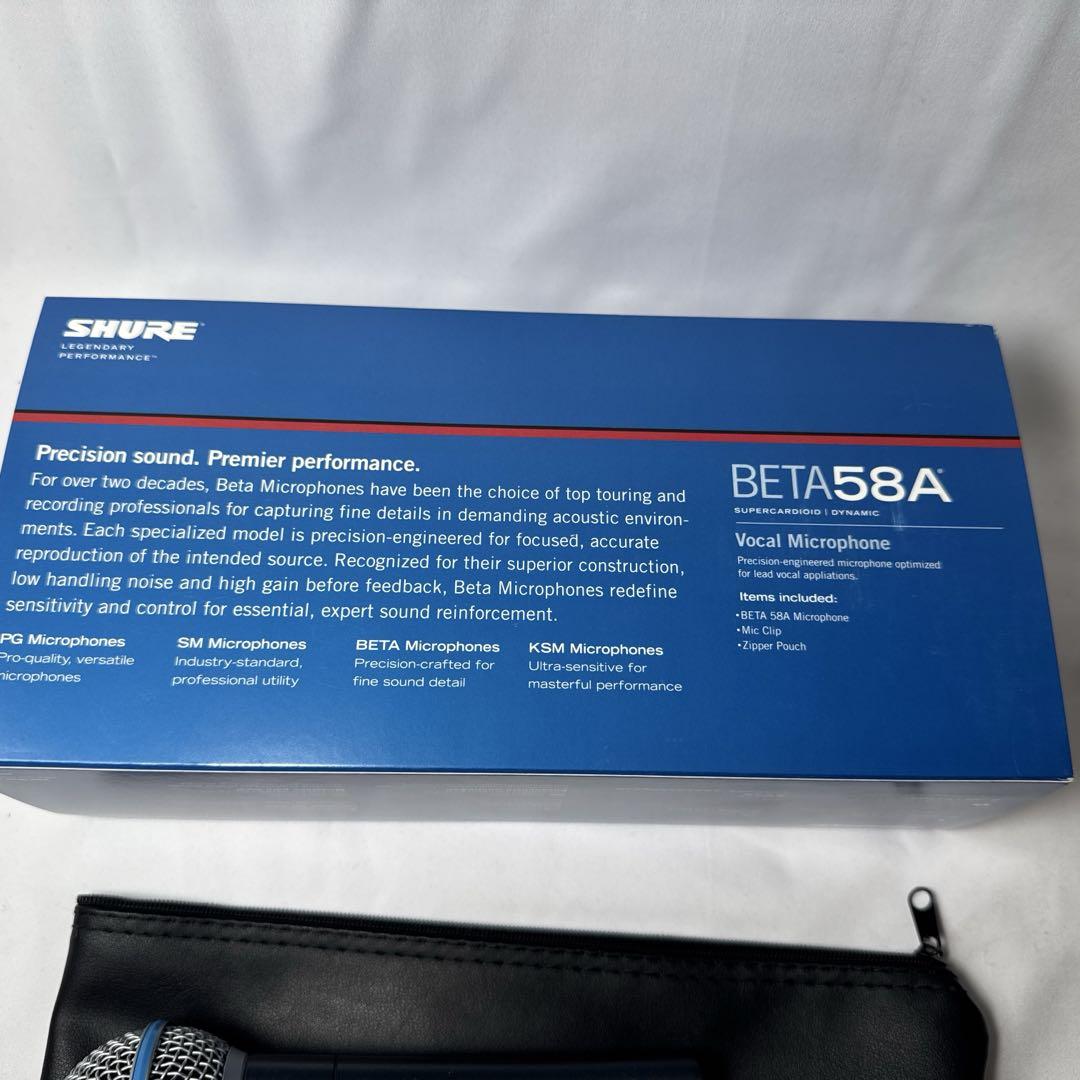 SHURE™
LEGENDARY
PERFORMANCE™
Precision sound. Premier performance.
For over two decades, Beta Microphones have been the choice of top touring and
recording professionals for capturing fine details in demanding acoustic environ-
ments. Each specialized model is precision-engineered for focused, accurate
reproduction of the intended source. Recognized for their superior construction,
low handling noise and high gain before feedback, Beta Microphones redefine
sensitivity and control for essential, expert sound reinforcement.
PG Microphones
Pro-quality, versatile
microphones
SM Microphones
Industry-standard,
professional utility
BETA Microphones
Precision-crafted for
fine sound detail
KSM Microphones
Ultra-sensitive for
masterful performance
BETA58A®
SUPERCARDIOID | DYNAMIC
Vocal Microphone
Precision-engineered microphone optimized
for lead vocal appliations.
Items included:
•BETA 58A Microphone
•Mic Clip
•Zipper Pouch